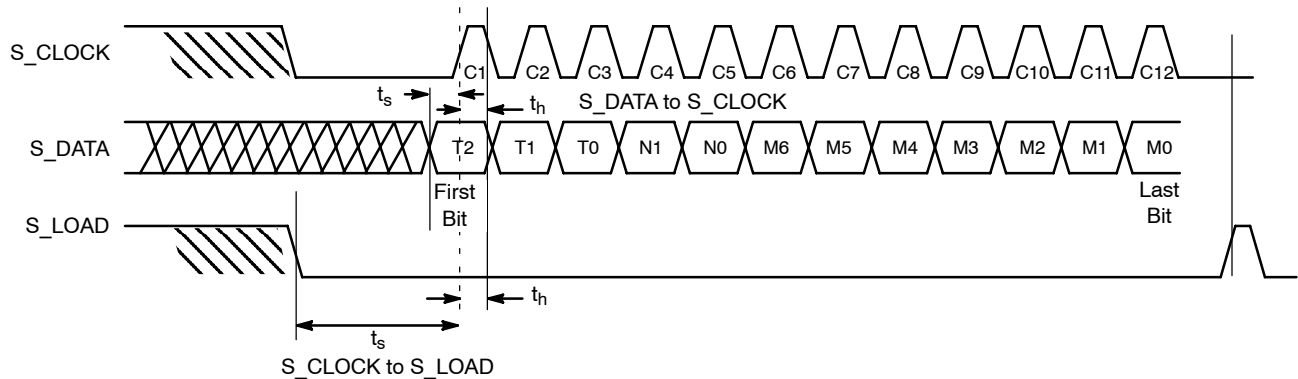 S_CLOCK
C1 C2 C3 C4 C5 C6 C7 C8 C9 C10 C11 C12
ts
th
S_DATA to S_CLOCK
S_DATA
T2 T1 T0 N1 N0 M6 M5 M4 M3 M2 M1 M0
First
Bit
Last
Bit
S_LOAD
th
ts
S_CLOCK to S_LOAD